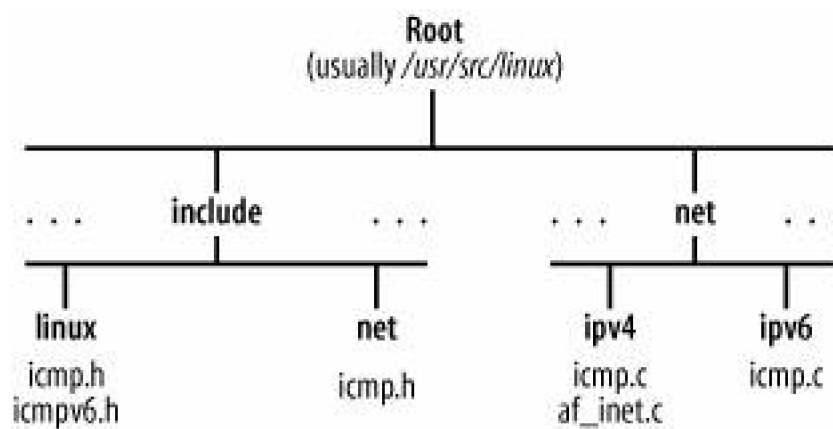 Root
(usually /usr/src/linux)
. . . include . . . . . . net . . .
linux net ipv4 ipv6
icmp.h icmp.h icmp.c icmp.c
icmpv6.h af_inet.c